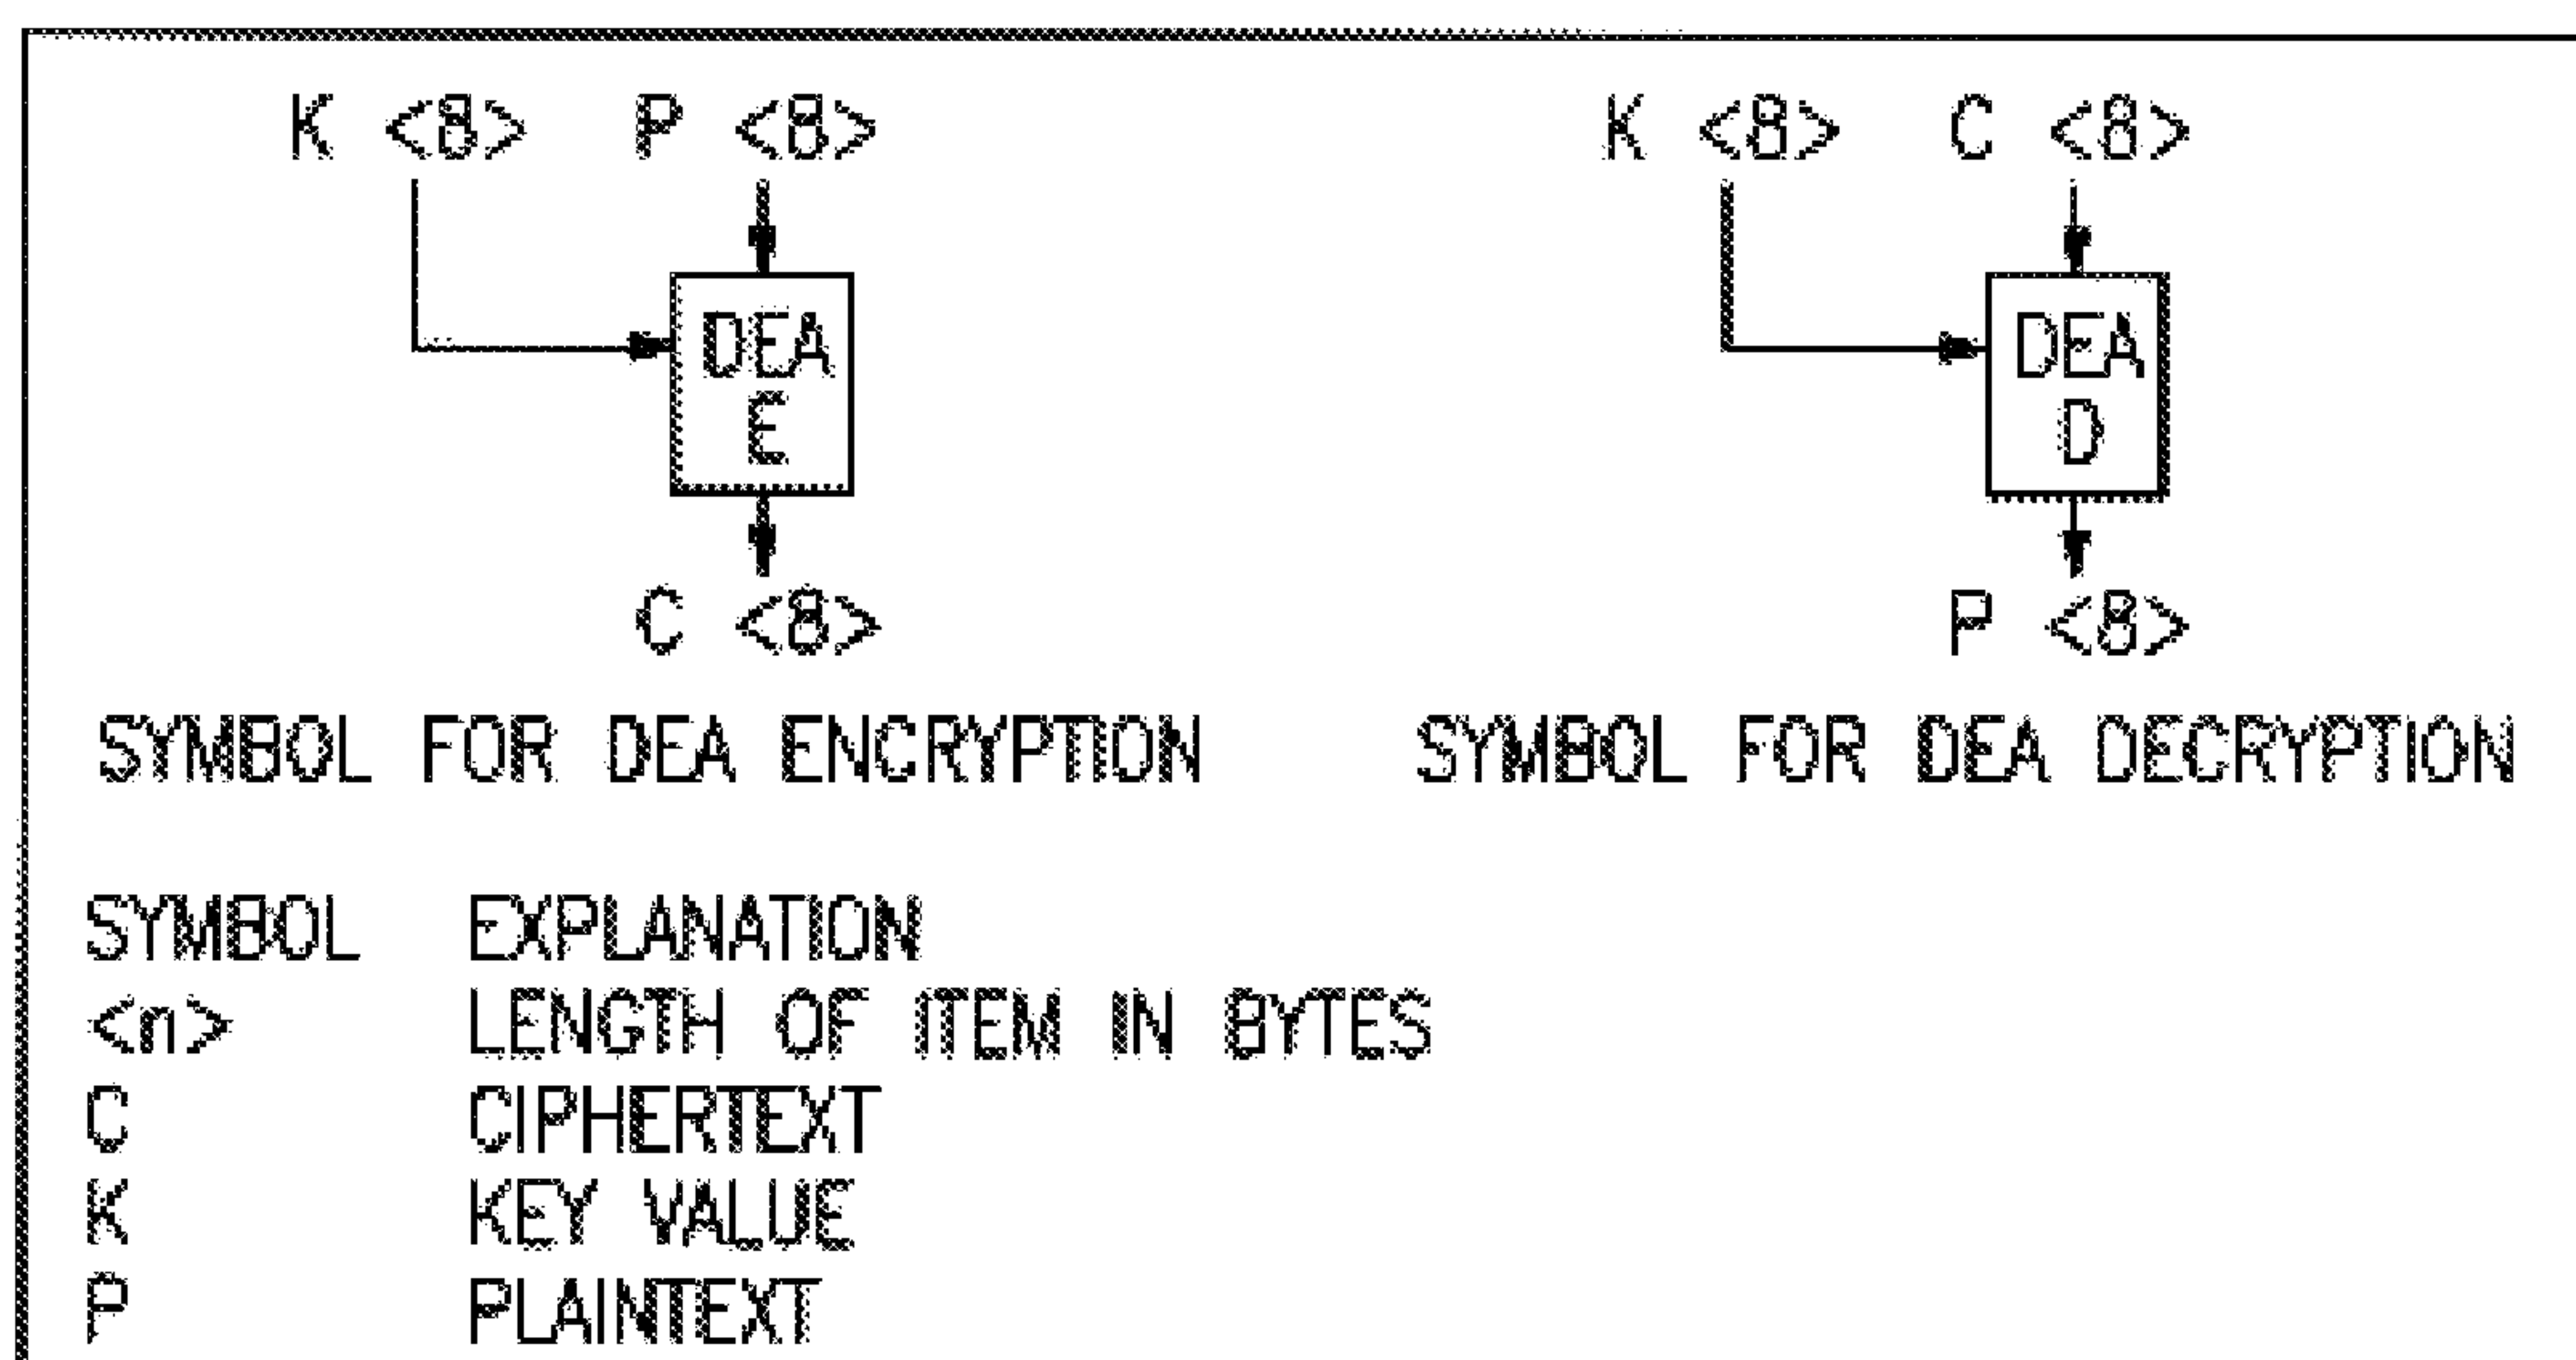 K <8> P <8> K <8> C <8>
DEA DEA
E D
C <8> P <8>
SYMBOL FOR DEA ENCRYPTION SYMBOL FOR DEA DECRYPTION
SYMBOL EXPLANATION
<n> LENGTH OF ITEM IN BYTES
C CIPHERTEXT
K KEY VALUE
P PLAINTEXT